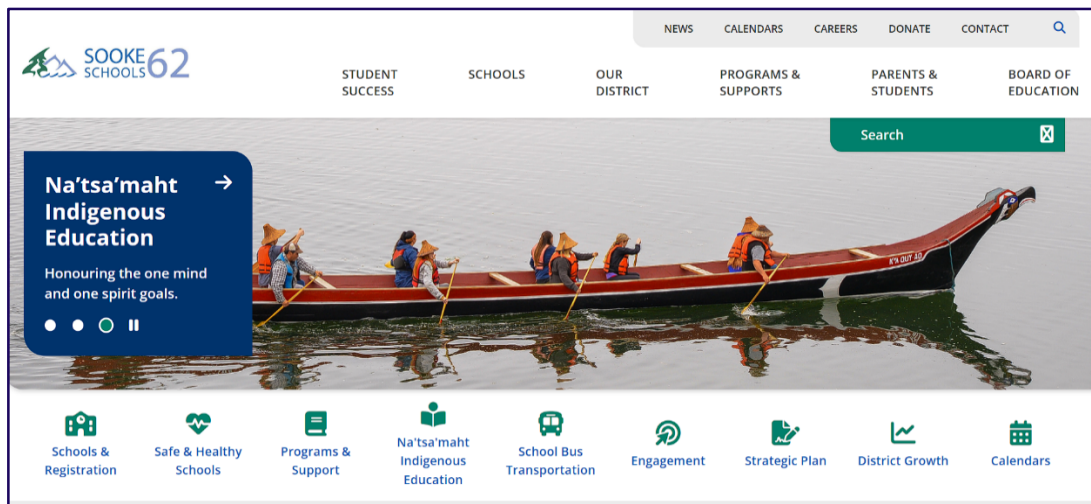 NEWS CALENDARS CAREERS DONATE CONTACT
SOOKE
SCHOOLS 62
STUDENT
SUCCESS
SCHOOLS
OUR
DISTRICT
PROGRAMS &
SUPPORTS
PARENTS &
STUDENTS
BOARD OF
EDUCATION
Search
Na'tsa'maht
Indigenous
Education
Honouring the one mind
and one spirit goals.
Schools &
Registration
Safe & Healthy
Schools
Programs &
Support
Na'tsa'maht
Indigenous
Education
School Bus
Transportation
Engagement
Strategic Plan
District Growth
Calendars